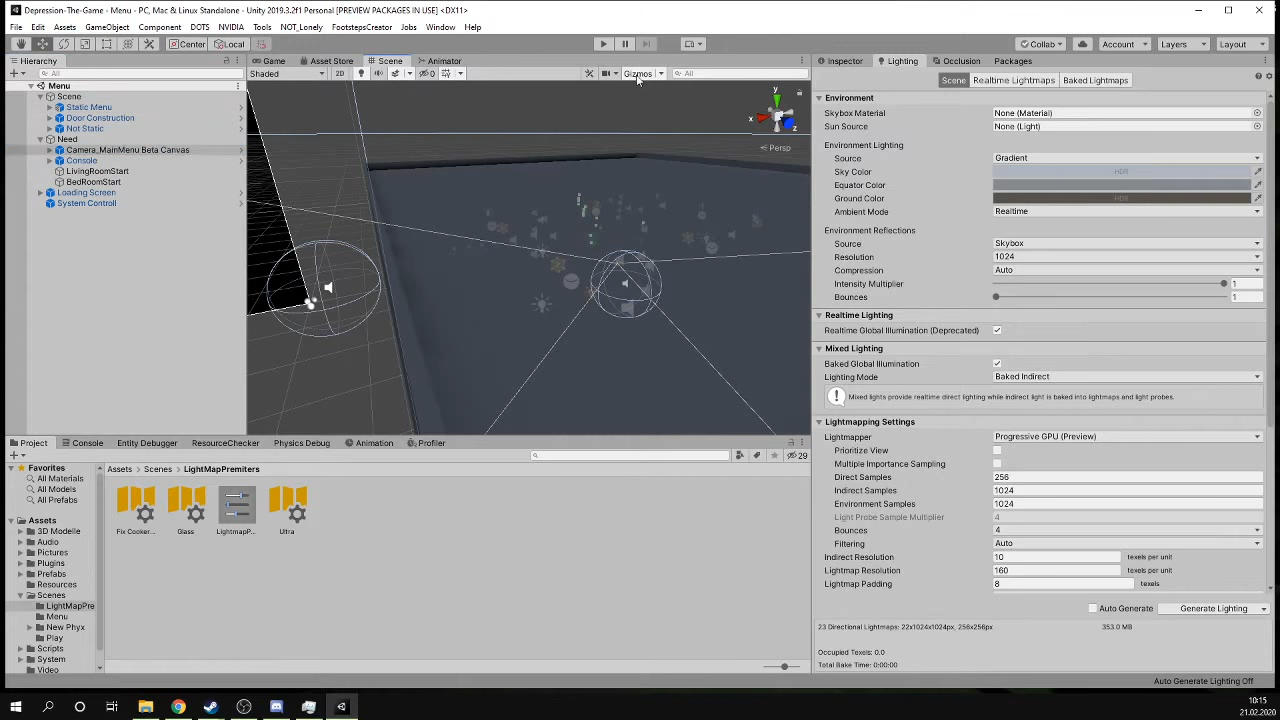 Depression-The-Game - Menu - PC, Mac & Linux Standalone - Unity 2019.3.2f1 Personal [PREVIEW PACKAGES IN USE] <DX11>
File Edit Assets GameObject Component DOTS NVIDIA Tools NOT_Lonely FootstepsCreator Jobs Window Help
Center Local Collab Account Layers Layout
Hierarchy Game Asset Store Scene Animator Inspector Lighting Occlusion Packages
All Shaded 2D 0 Gizmos All Scene Realtime Lightmaps Baked Lightmaps
Menu
Scene
Static Menu
Door Construction
Not Static
Need
Camera_MainMenu Beta Canvas
Console
LivingRoomStart
BedRoomStart
Loading Screen
System Controll
y
x
z
Persp
Environment
Skybox Material None (Material)
Sun Source None (Light)
Environment Lighting
Source Gradient
Sky Color HDR
Equator Color HDR
Ground Color HDR
Ambient Mode Realtime
Environment Reflections
Source Skybox
Resolution 1024
Compression Auto
Intensity Multiplier 1
Bounces 1
Realtime Lighting
Realtime Global Illumination (Deprecated)
Mixed Lighting
Baked Global Illumination
Lighting Mode Baked Indirect
Mixed lights provide realtime direct lighting while indirect light is baked into lightmaps and light probes.
Lightmapping Settings
Lightmapper Progressive GPU (Preview)
Prioritize View
Multiple Importance Sampling
Direct Samples 256
Indirect Samples 1024
Environment Samples 1024
Light Probe Sample Multiplier 4
Bounces 4
Filtering Auto
Indirect Resolution 10 texels per unit
Lightmap Resolution 160 texels per unit
Lightmap Padding 8 texels
Auto Generate Generate Lighting
23 Directional Lightmaps: 22x1024x1024px, 256x256px 353.0 MB
Occupied Texels: 0.0
Total Bake Time: 0:00:00
Auto Generate Lighting Off
Project Console Entity Debugger ResourceChecker Physics Debug Animation Profiler
29
Favorites
All Materials
All Models
All Prefabs
Assets
3D Modelle
Audio
Pictures
Plugins
Prefabs
Resources
Scenes
LightMapPre
Menu
New Phyx
Play
Scripts
System
Video
Assets Scenes LightMapPremiters
Fix Cooker... Glass LightmapP... Ultra
10:15
21.02.2020